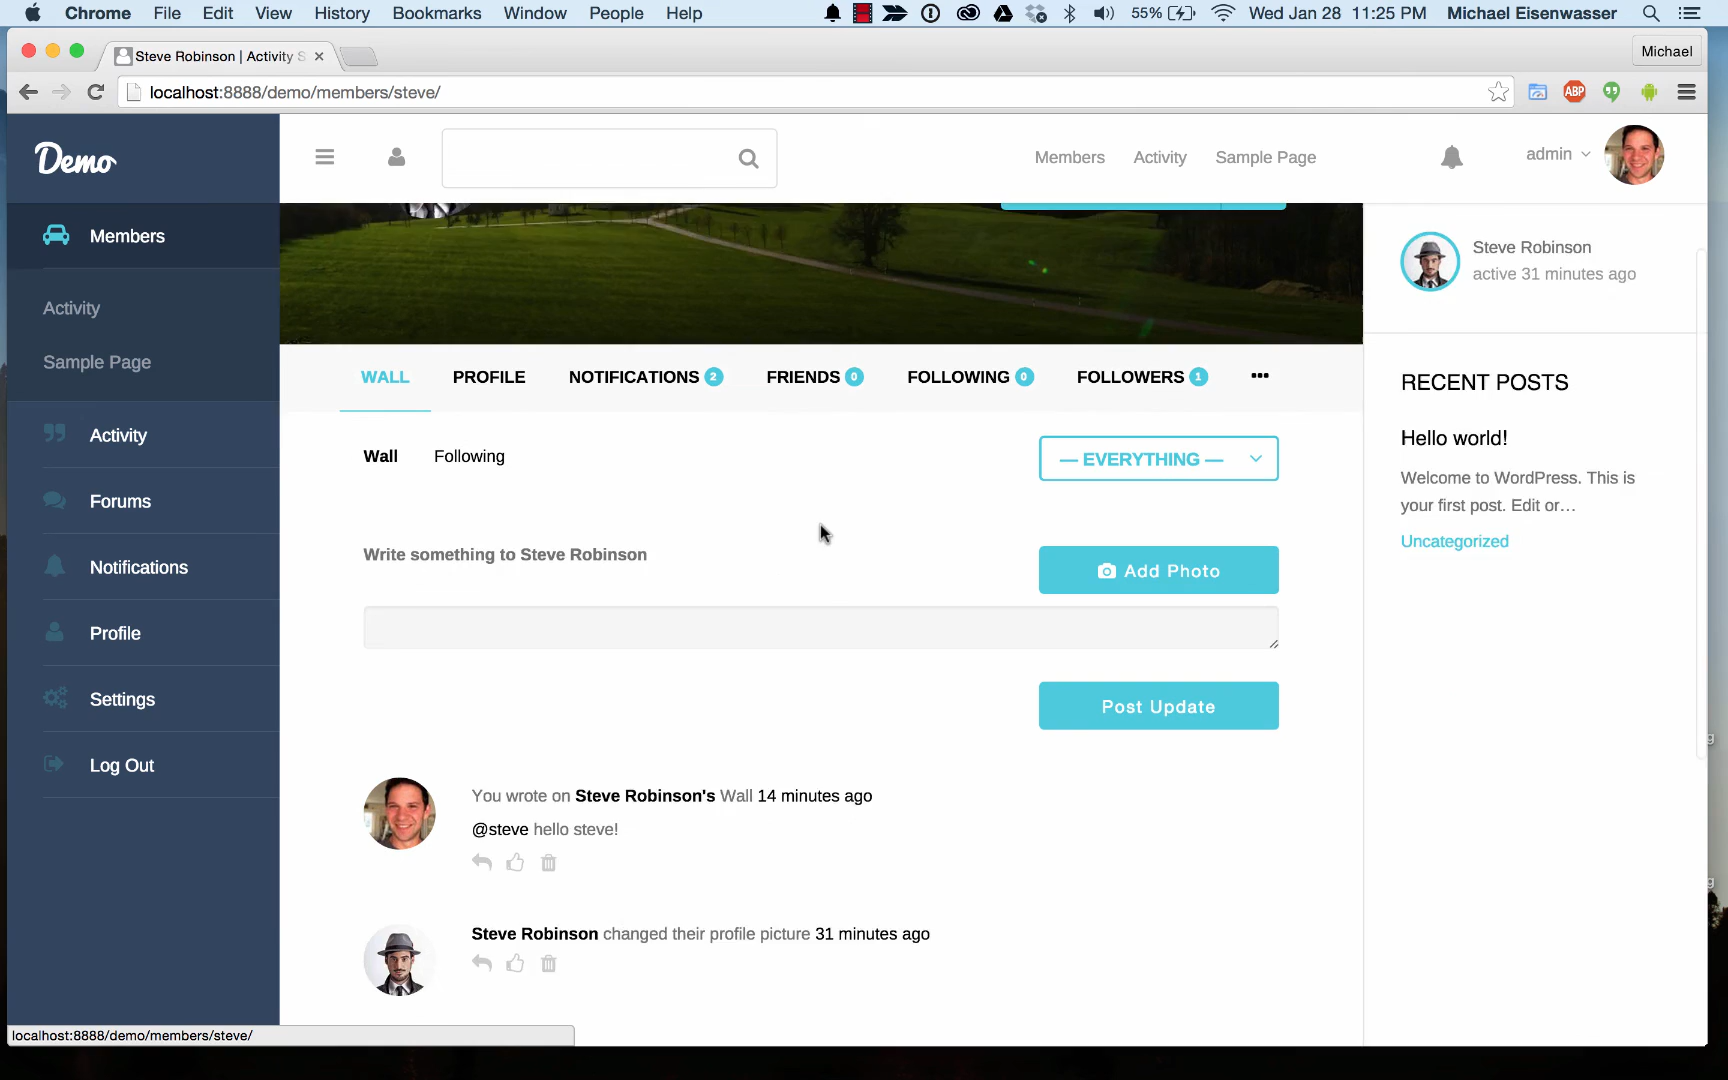 Chrome File Edit View History Bookmarks Window People Help 55% Wed Jan 28 11:25 PM Michael Eisenwasser
Steve Robinson | Activity S
Michael
localhost:8888/demo/members/steve/
ABP
Demo
Members Activity Sample Page
admin
Members
Activity
Sample Page
Activity
Forums
Notifications
Profile
Settings
Log Out
WALL PROFILE NOTIFICATIONS 2 FRIENDS 0 FOLLOWING 0 FOLLOWERS 1 •••
Wall Following
— EVERYTHING —
Write something to Steve Robinson
Add Photo
Post Update
You wrote on Steve Robinson's Wall 14 minutes ago
@steve hello steve!
Steve Robinson changed their profile picture 31 minutes ago
Steve Robinson
active 31 minutes ago
RECENT POSTS
Hello world!
Welcome to WordPress. This is
your first post. Edit or…
Uncategorized
localhost:8888/demo/members/steve/